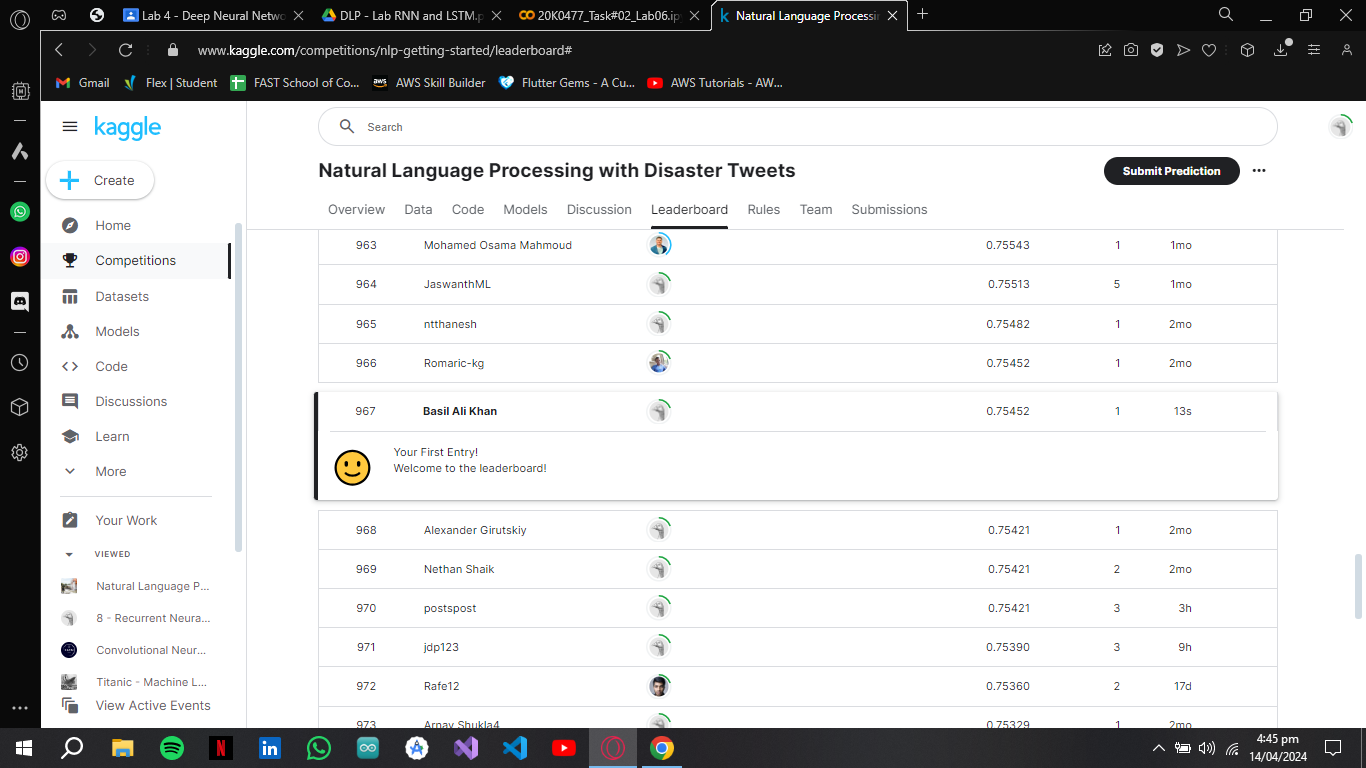 Lab 4 - Deep Neural Netwo
DLP - Lab RNN and LSTM.p
20K0477_Task#02_Lab06.ip
Natural Language Processin
www.kaggle.com/competitions/nlp-getting-started/leaderboard#
Gmail
Flex | Student
FAST School of Co...
AWS Skill Builder
Flutter Gems - A Cu...
AWS Tutorials - AW...
kaggle
Search
Create
Home
Competitions
Datasets
Models
Code
Discussions
Learn
More
Your Work
VIEWED
Natural Language P...
8 - Recurrent Neura...
Convolutional Neur...
Titanic - Machine L...
View Active Events
Natural Language Processing with Disaster Tweets
Submit Prediction
Overview Data Code Models Discussion Leaderboard Rules Team Submissions
963 Mohamed Osama Mahmoud 0.75543 1 1mo
964 JaswanthML 0.75513 5 1mo
965 ntthanesh 0.75482 1 2mo
966 Romaric-kg 0.75452 1 2mo
967 Basil Ali Khan 0.75452 1 13s
Your First Entry!
Welcome to the leaderboard!
968 Alexander Girutskiy 0.75421 1 2mo
969 Nethan Shaik 0.75421 2 2mo
970 postspost 0.75421 3 3h
971 jdp123 0.75390 3 9h
972 Rafe12 0.75360 2 17d
973 Arnav Shukla4 0.75329 1 2mo
4:45 pm
14/04/2024